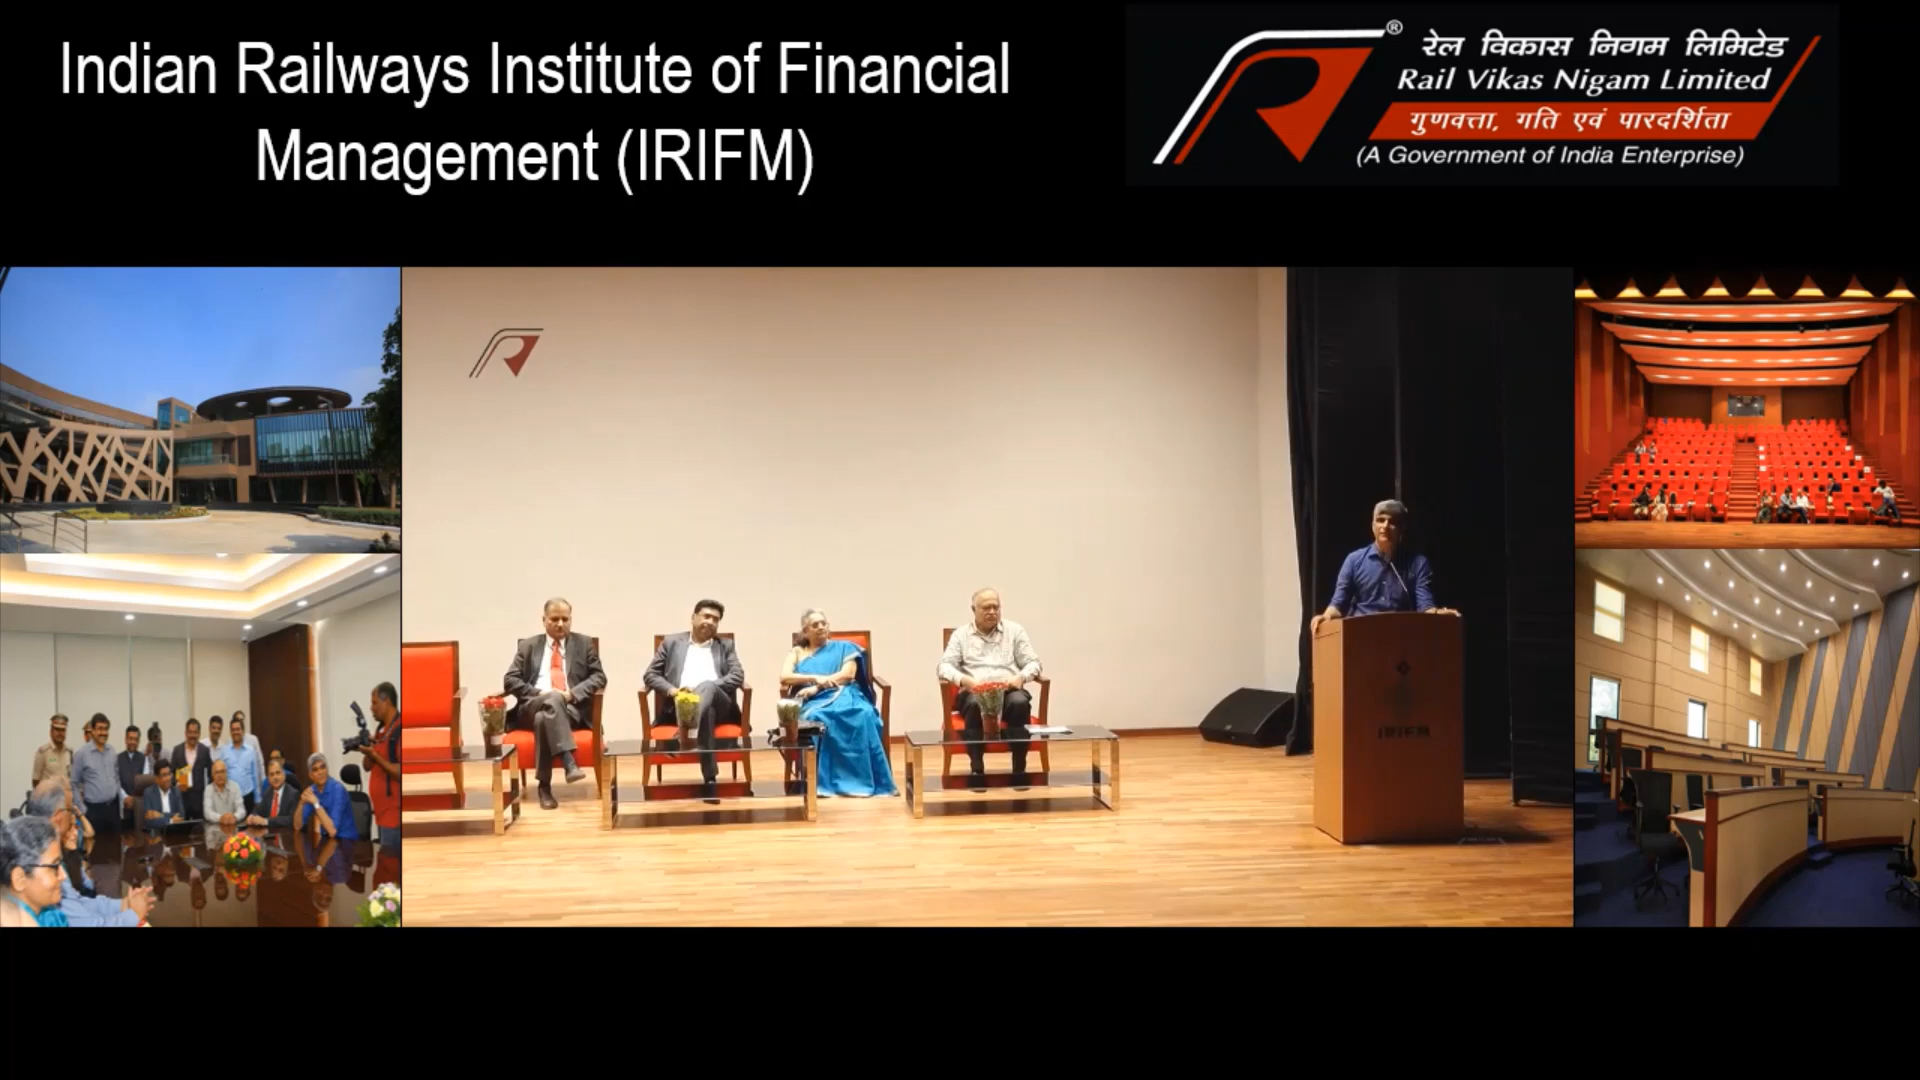 Indian Railways Institute of Financial
Management (IRIFM)
®
रेल विकास निगम लिमिटेड
Rail Vikas Nigam Limited
गुणवत्ता, गति एवं पारदर्शिता
(A Government of India Enterprise)
IRIFM